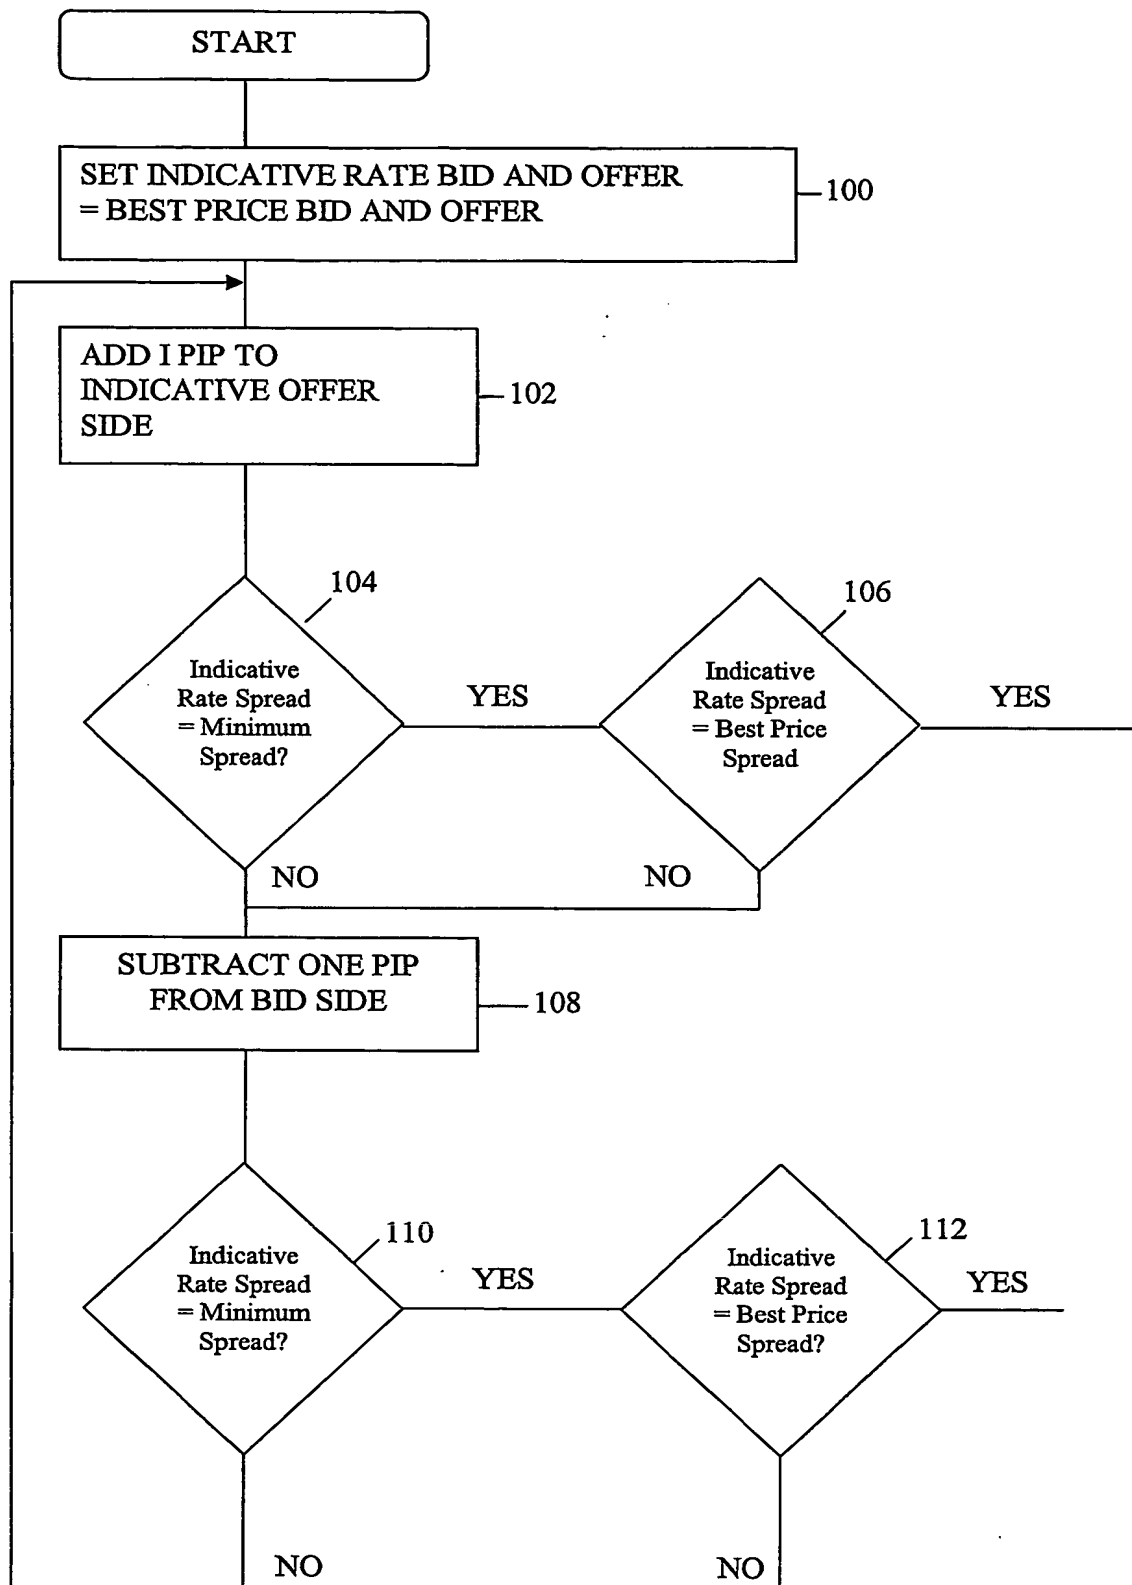 START
SET INDICATIVE RATE BID AND OFFER
= BEST PRICE BID AND OFFER
100
ADD I PIP TO
INDICATIVE OFFER
SIDE
102
104
106
Indicative
Rate Spread
= Minimum
Spread?
YES
Indicative
Rate Spread
= Best Price
Spread
YES
NO
NO
SUBTRACT ONE PIP
FROM BID SIDE
108
110
112
Indicative
Rate Spread
= Minimum
Spread?
YES
Indicative
Rate Spread
= Best Price
Spread?
YES
NO
NO